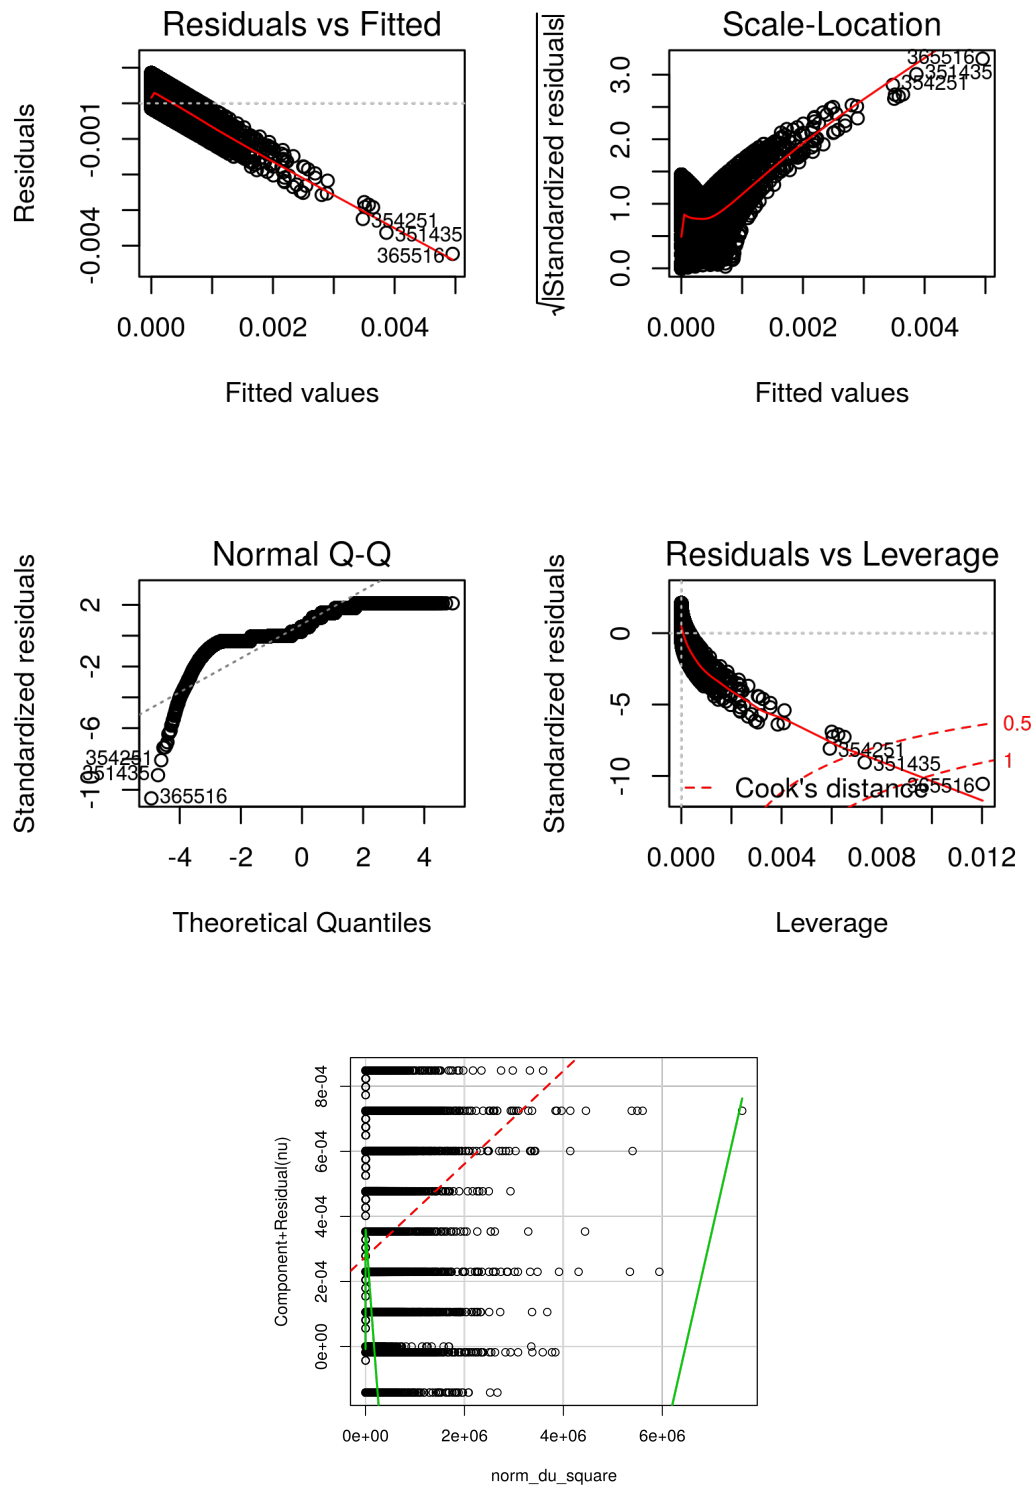 Residuals vs Fitted
Residuals
-0.001
-0.004
354251
351435
365516
0.000 0.002 0.004
Fitted values
Scale-Location
√|Standardized residuals|
3.0
2.0
1.0
0.0
365516
351435
354251
0.000 0.002 0.004
Fitted values
Normal Q-Q
Standardized residuals
2
-2
-6
-10
354251
351435
365516
-4 -2 0 2 4
Theoretical Quantiles
Residuals vs Leverage
Standardized residuals
0
-5
-10
0.5
1
354251
351435
365516
Cook's distance
0.000 0.004 0.008 0.012
Leverage
Component+Residual(nu)
8e-04
6e-04
4e-04
2e-04
0e+00
0e+00 2e+06 4e+06 6e+06
norm_du_square